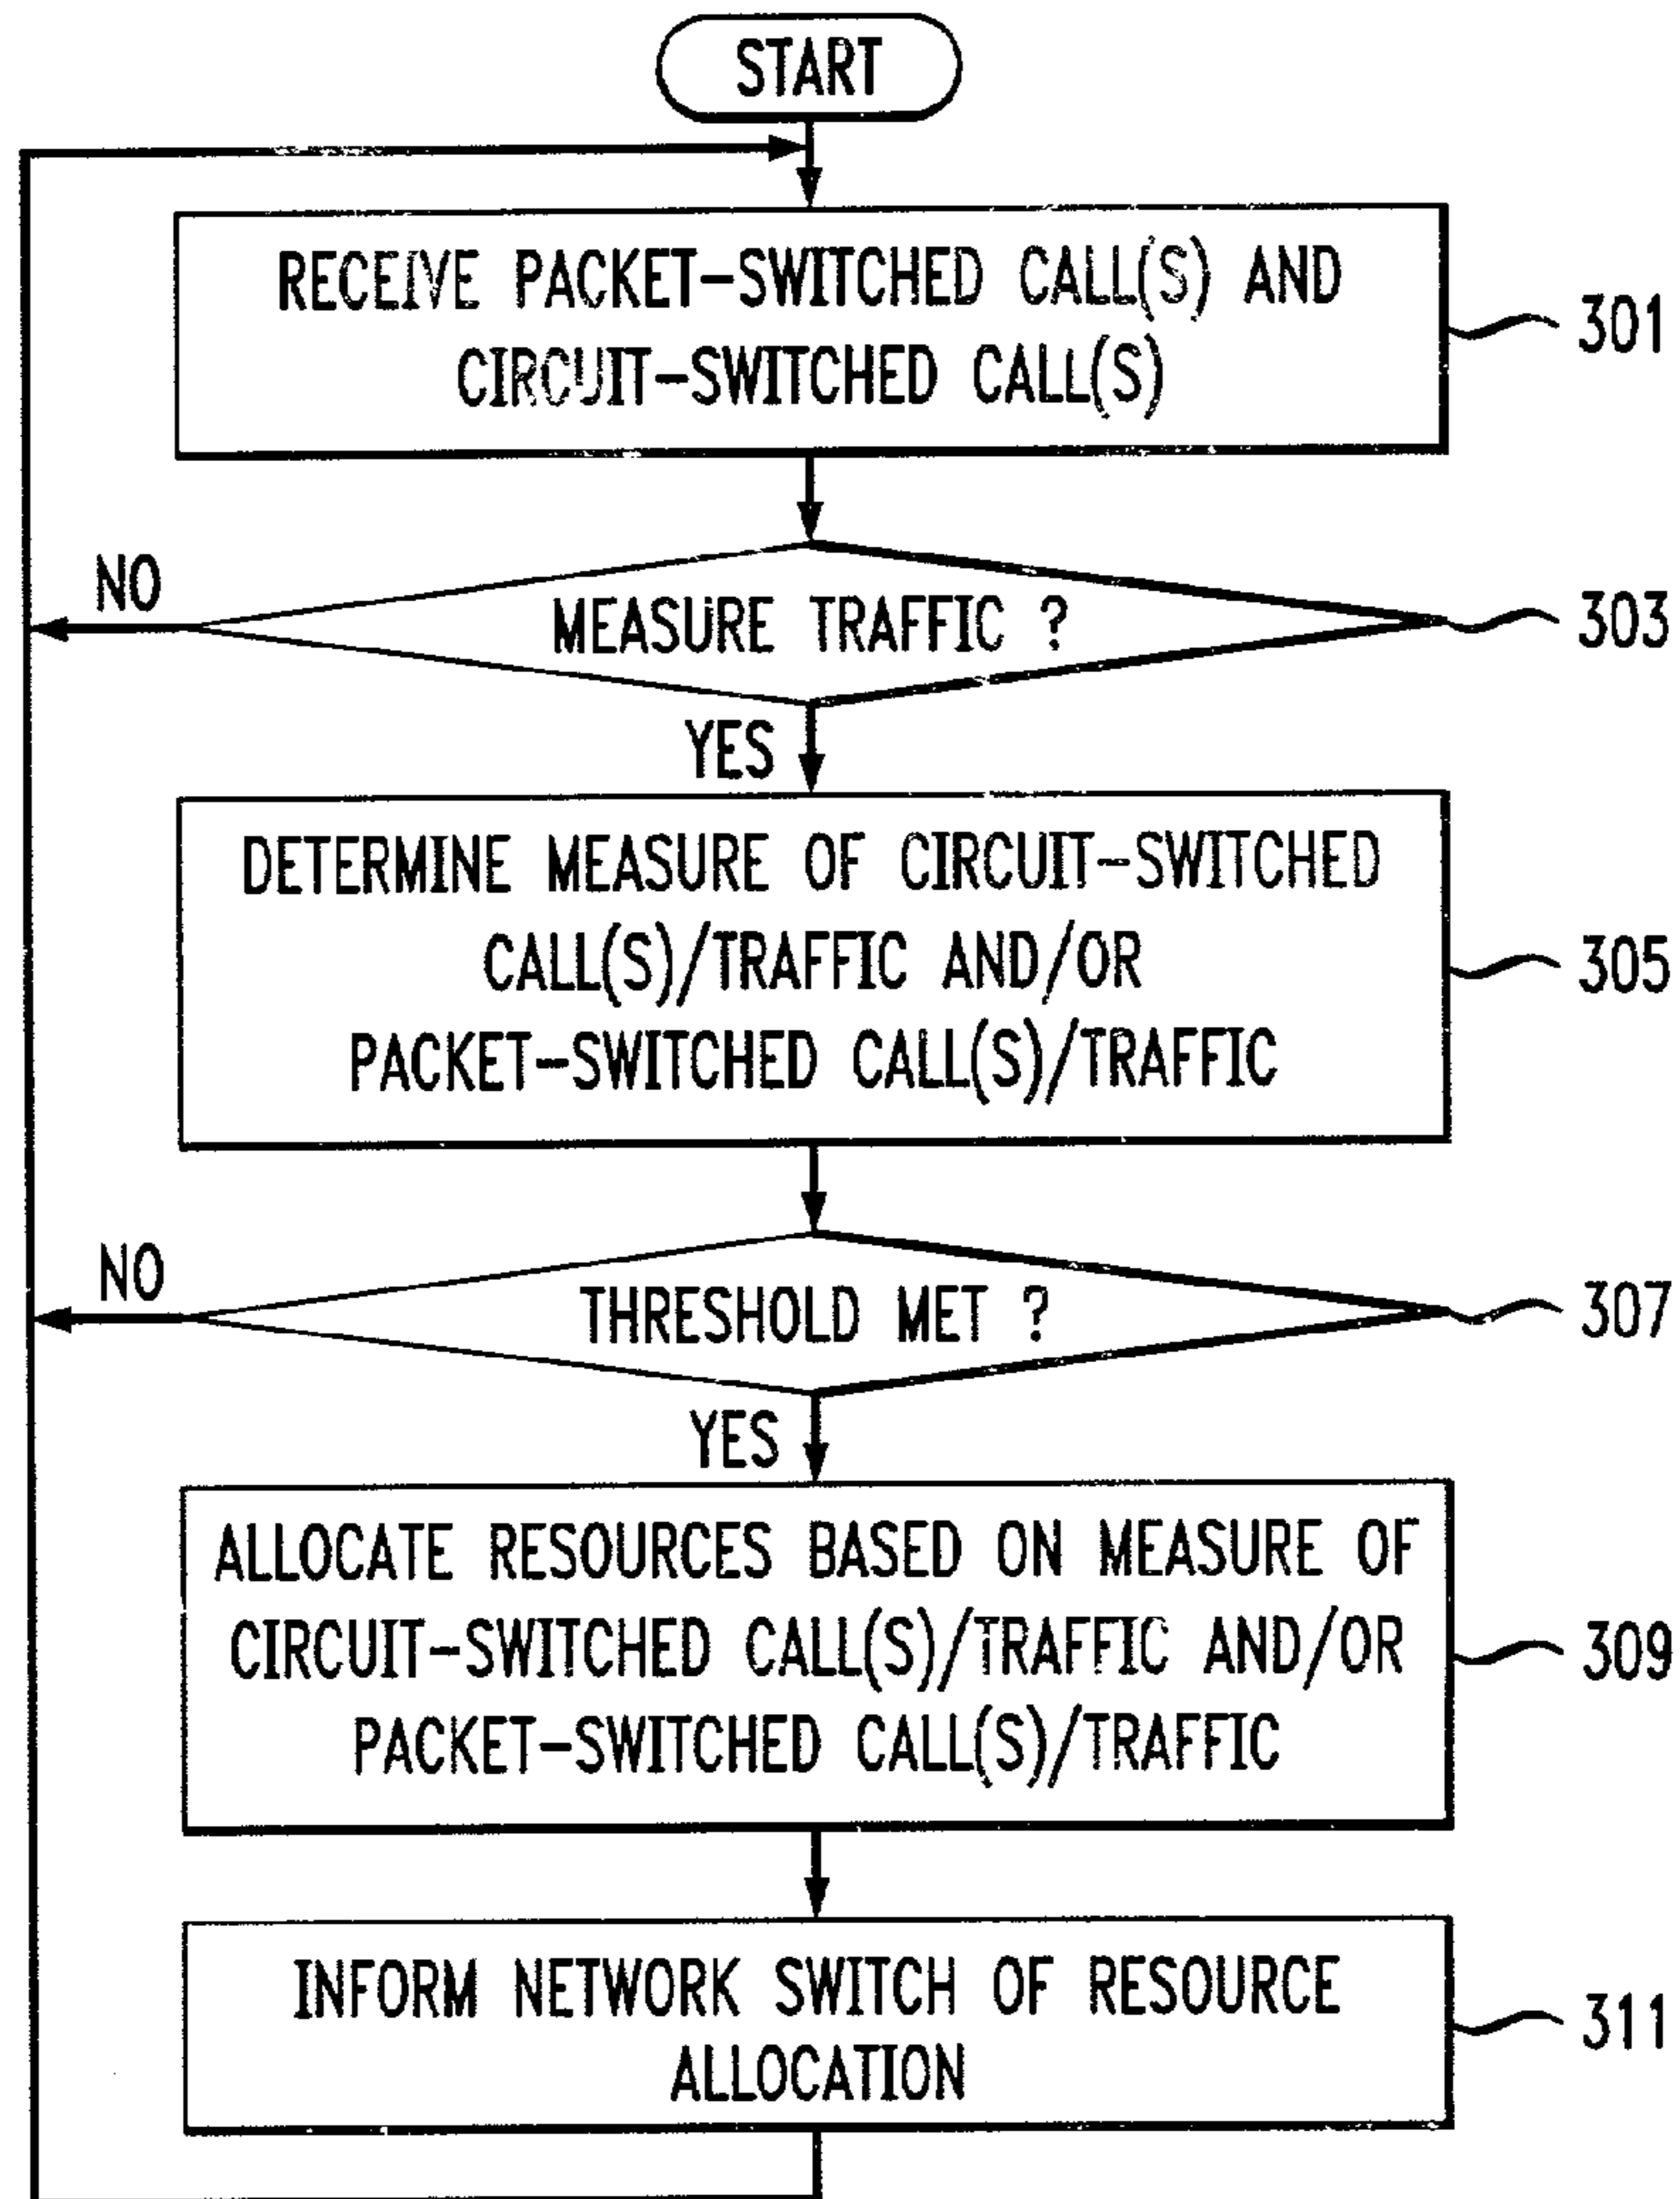 START
RECEIVE PACKET-SWITCHED CALL(S) AND
CIRCUIT-SWITCHED CALL(S)
301
NO
MEASURE TRAFFIC ?
303
YES
DETERMINE MEASURE OF CIRCUIT-SWITCHED
CALL(S)/TRAFFIC AND/OR
PACKET-SWITCHED CALL(S)/TRAFFIC
305
NO
THRESHOLD MET ?
307
YES
ALLOCATE RESOURCES BASED ON MEASURE OF
CIRCUIT-SWITCHED CALL(S)/TRAFFIC AND/OR
PACKET-SWITCHED CALL(S)/TRAFFIC
309
INFORM NETWORK SWITCH OF RESOURCE
ALLOCATION
311